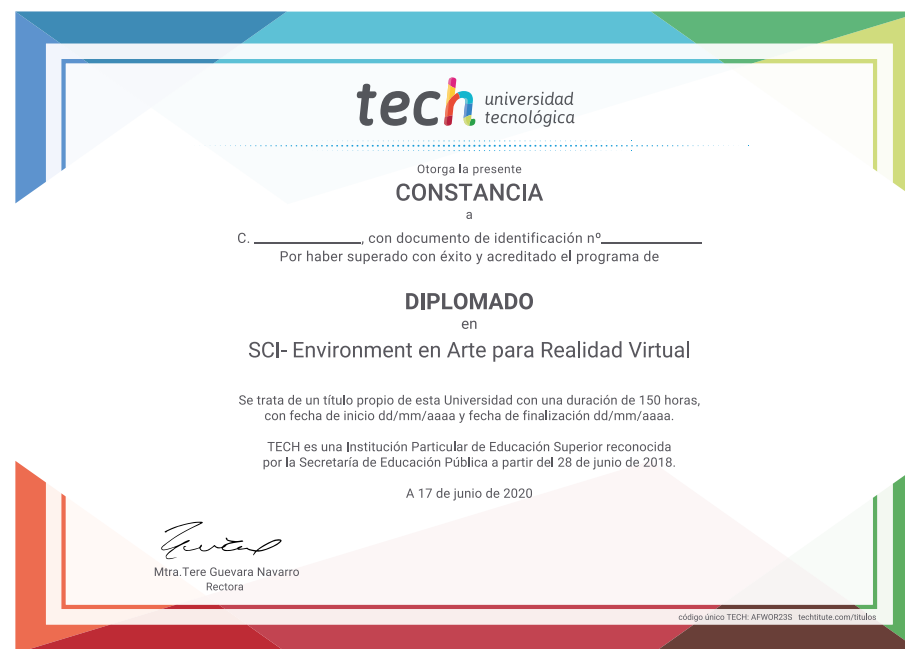 tech universidad
tecnológica
Otorga la presente
CONSTANCIA
a
C. ____________, con documento de identificación nº____________
Por haber superado con éxito y acreditado el programa de
DIPLOMADO
en
SCI- Environment en Arte para Realidad Virtual
Se trata de un título propio de esta Universidad con una duración de 150 horas,
con fecha de inicio dd/mm/aaaa y fecha de finalización dd/mm/aaaa.
TECH es una Institución Particular de Educación Superior reconocida
por la Secretaría de Educación Pública a partir del 28 de junio de 2018.
A 17 de junio de 2020
Mtra.Tere Guevara Navarro
Rectora
código único TECH: AFWOR23S techtitute.com/titulos